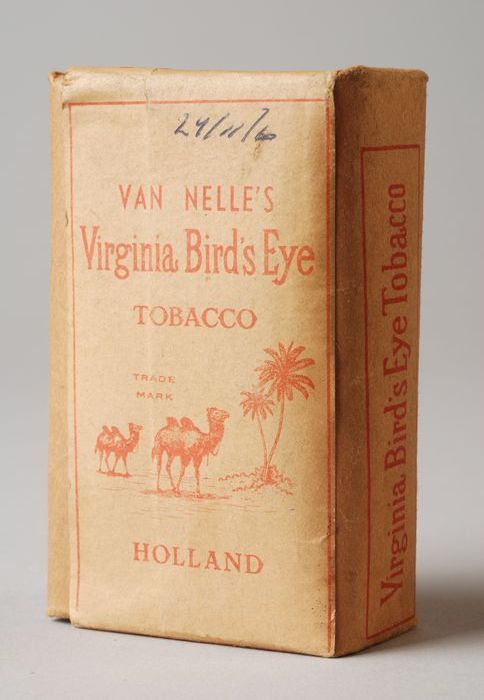 24/11/60
VAN NELLE'S
Virginia Bird's Eye
TOBACCO
TRADE
MARK
HOLLAND
Virginia Bird's Eye Tobacco